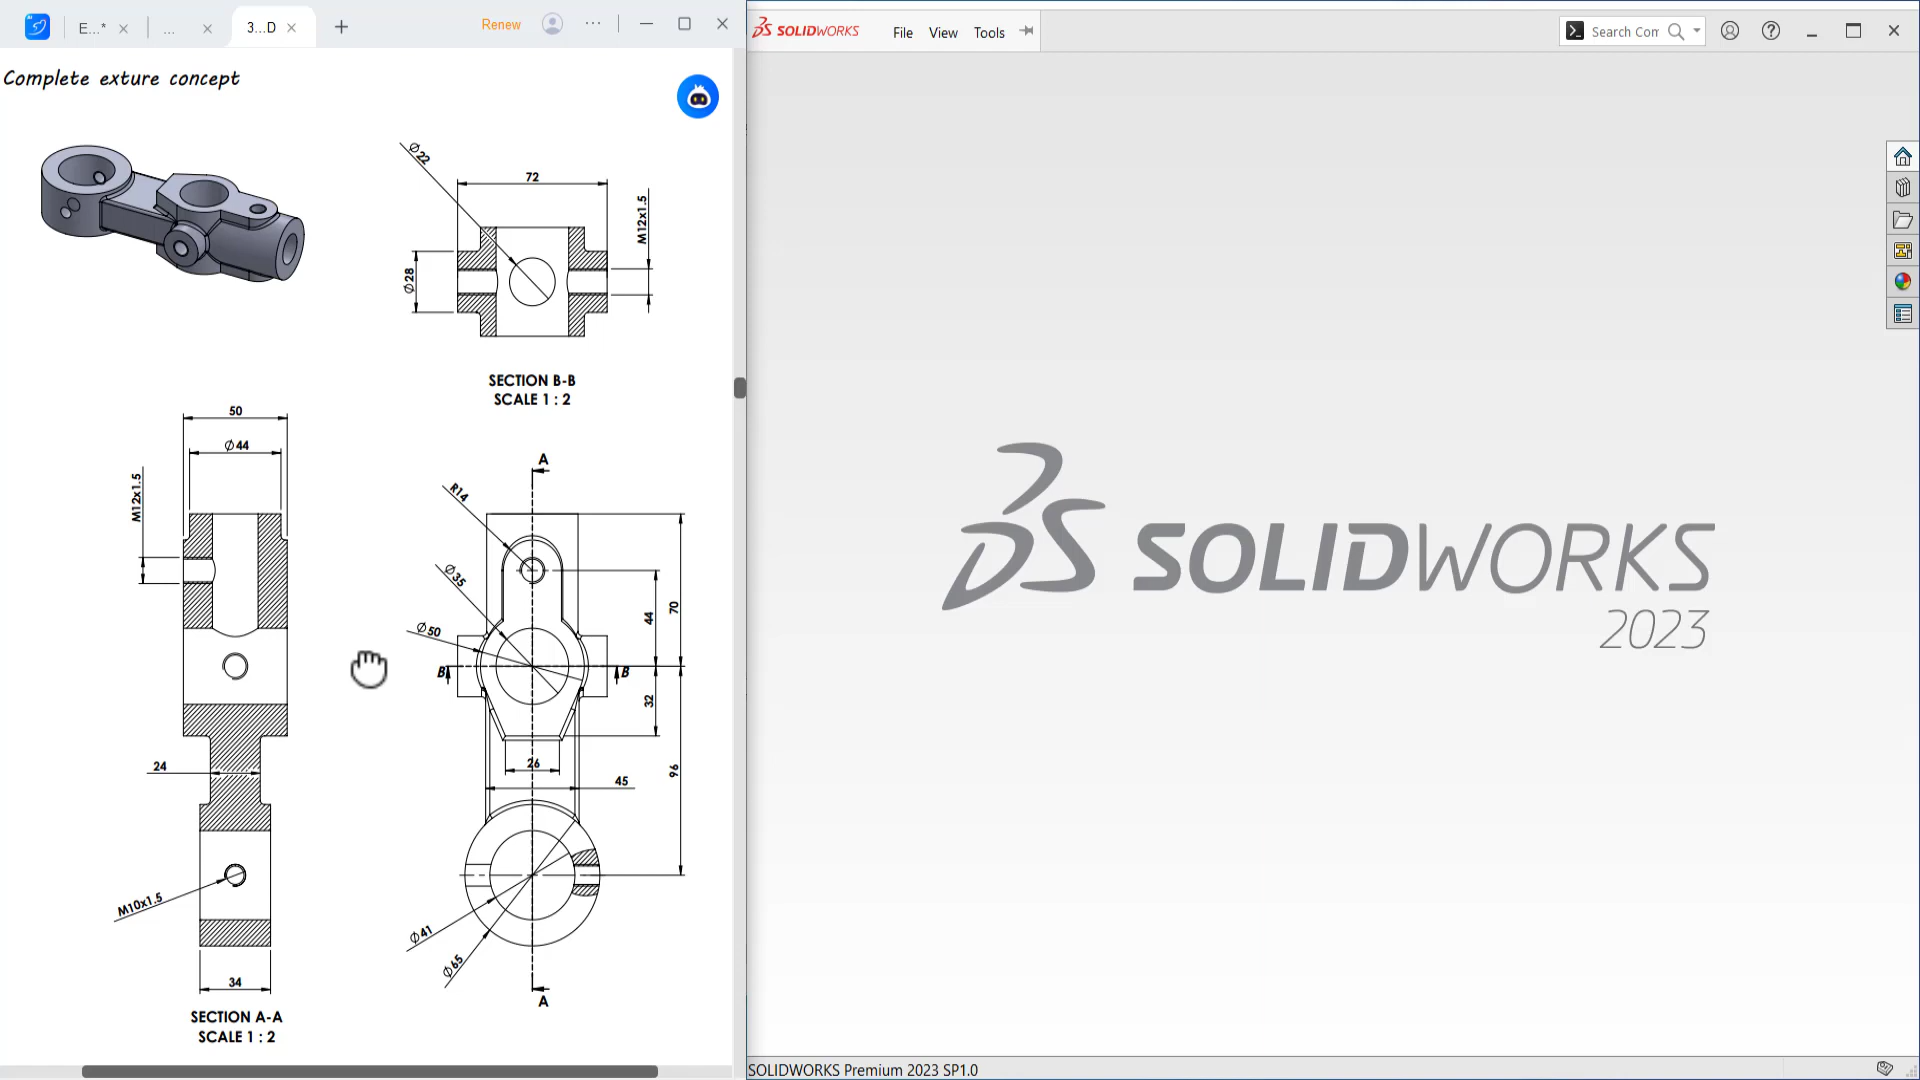 E...*
...
3...D
Renew
Complete exture concept
SOLIDWORKS
File
View
Tools
Search Com
Ø22
72
M12x1.5
Ø28
SECTION B-B
SCALE 1 : 2
50
Ø44
M12x1.5
A
R14
Ø35
Ø50
44
70
B
B
32
24
26
45
96
M10x1.5
Ø41
Ø65
34
A
SECTION A-A
SCALE 1 : 2
SOLIDWORKS
2023
SOLIDWORKS Premium 2023 SP1.0